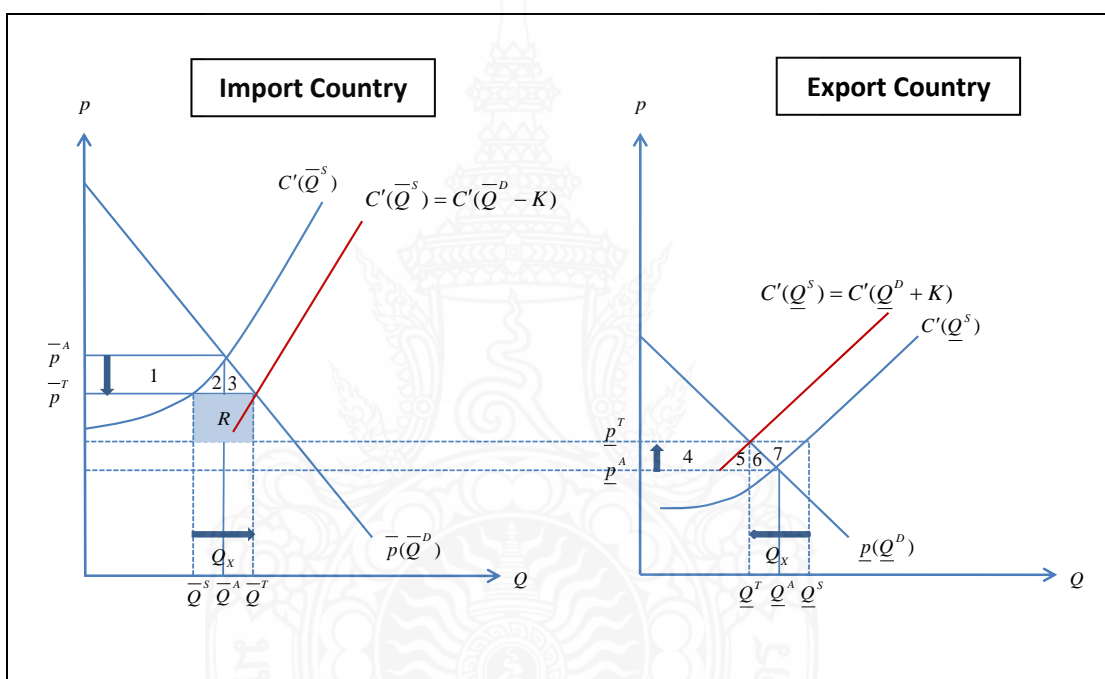 Import Country
Export Country
p
p
C′(Q̅^S)
C′(Q̅^S) = C′(Q̅^D − K)
C′(Q̲^S) = C′(Q̲^D + K)
C′(Q̲^S)
p̅^A
1
2
3
p̅^T
R
p̲^T
4
5
6
7
p̲^A
p̅(Q̅^D)
p̲(Q̲^D)
Q_X
Q_X
Q
Q
Q̅^S Q̅^A Q̅^T
Q̲^T Q̲^A Q̲^S